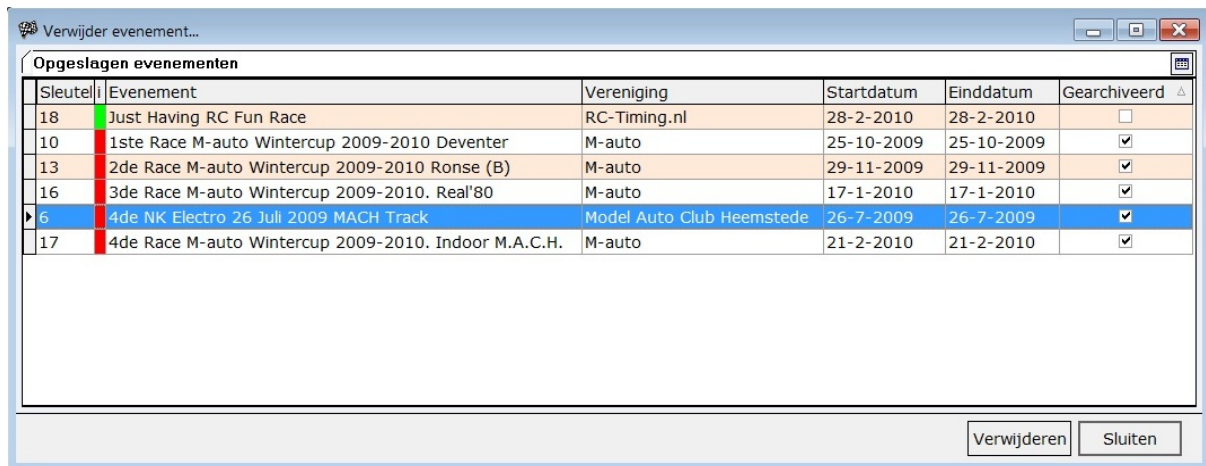 Verwijder evenement...
Opgeslagen evenementen
Sleutel i Evenement Vereniging Startdatum Einddatum Gearchiveerd
18 Just Having RC Fun Race RC-Timing.nl 28-2-2010 28-2-2010
10 1ste Race M-auto Wintercup 2009-2010 Deventer M-auto 25-10-2009 25-10-2009
13 2de Race M-auto Wintercup 2009-2010 Ronse (B) M-auto 29-11-2009 29-11-2009
16 3de Race M-auto Wintercup 2009-2010. Real'80 M-auto 17-1-2010 17-1-2010
6 4de NK Electro 26 Juli 2009 MACH Track Model Auto Club Heemstede 26-7-2009 26-7-2009
17 4de Race M-auto Wintercup 2009-2010. Indoor M.A.C.H. M-auto 21-2-2010 21-2-2010
Verwijderen Sluiten